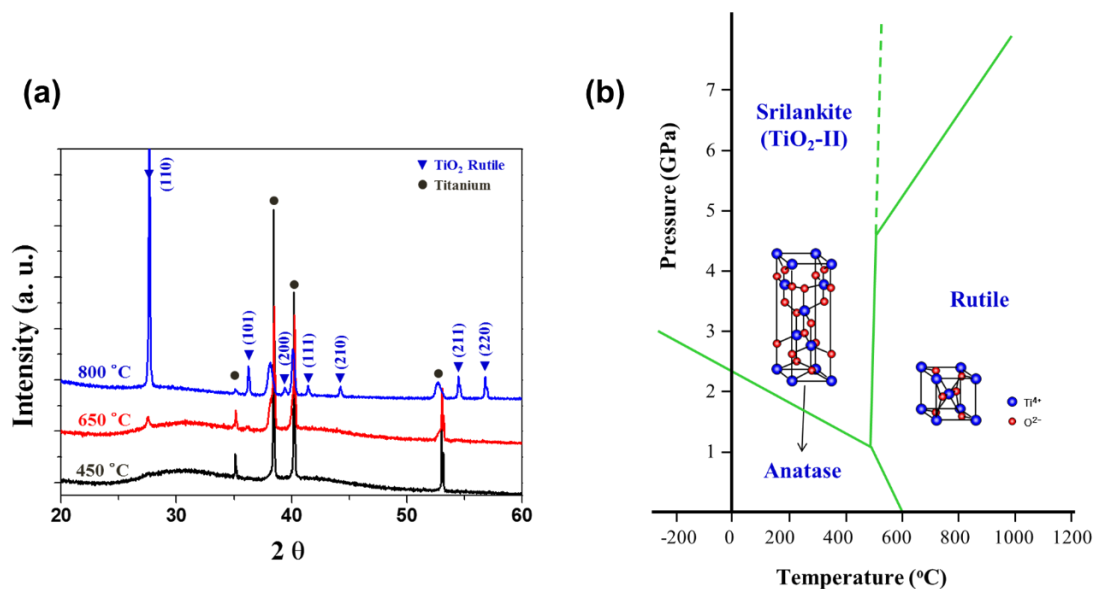 (a)
Intensity (a. u.)
TiO2 Rutile
Titanium
(110)
(101)
(200)
(111)
(210)
(211)
(220)
800 °C
650 °C
450 °C
20
30
40
50
60
2 θ
(b)
Pressure (GPa)
7
6
5
4
3
2
1
Srilankite
(TiO2-II)
Rutile
Anatase
Ti4+
O2−
-200
0
200
400
600
800
1000
1200
Temperature (°C)